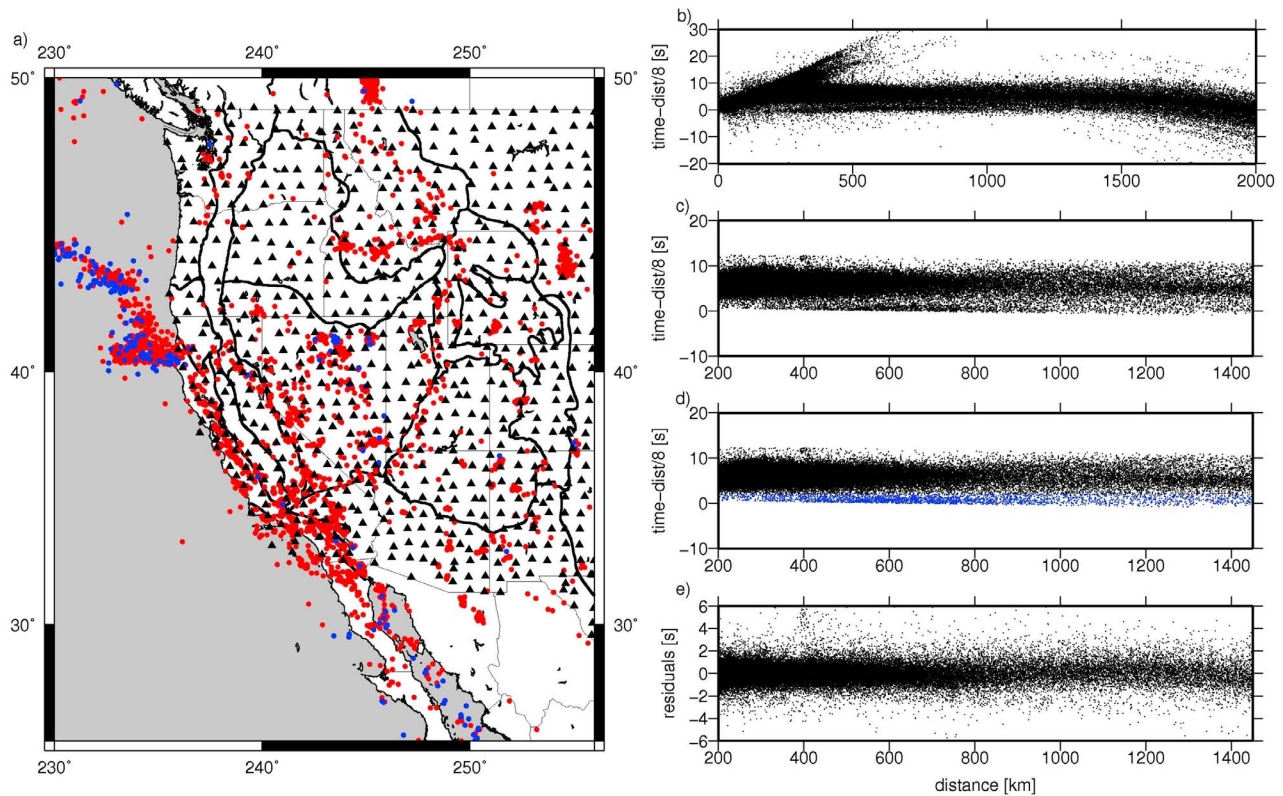 a)
230˚ 240˚ 250˚
50˚ 50˚
40˚ 40˚
30˚ 30˚
230˚ 240˚ 250˚
b)
time−dist/8 [s]
30
20
10
0
−10
−20
0 500 1000 1500 2000
c)
time−dist/8 [s]
20
10
0
−10
200 400 600 800 1000 1200 1400
d)
time−dist/8 [s]
20
10
0
−10
200 400 600 800 1000 1200 1400
e)
residuals [s]
6
4
2
0
−2
−4
−6
200 400 600 800 1000 1200 1400
distance [km]